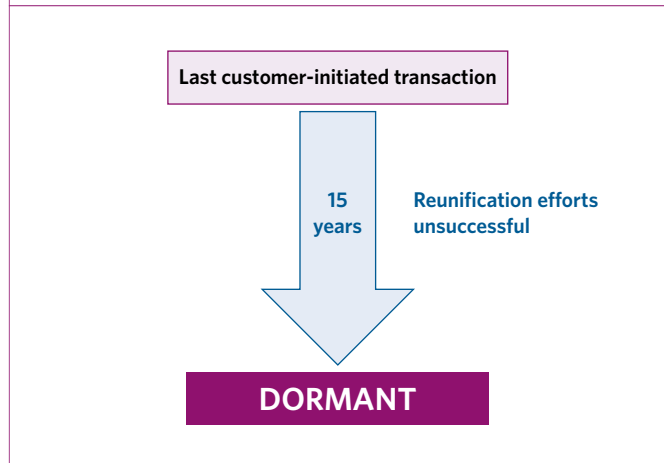 Last customer-initiated transaction
15
years
Reunification efforts
unsuccessful
DORMANT